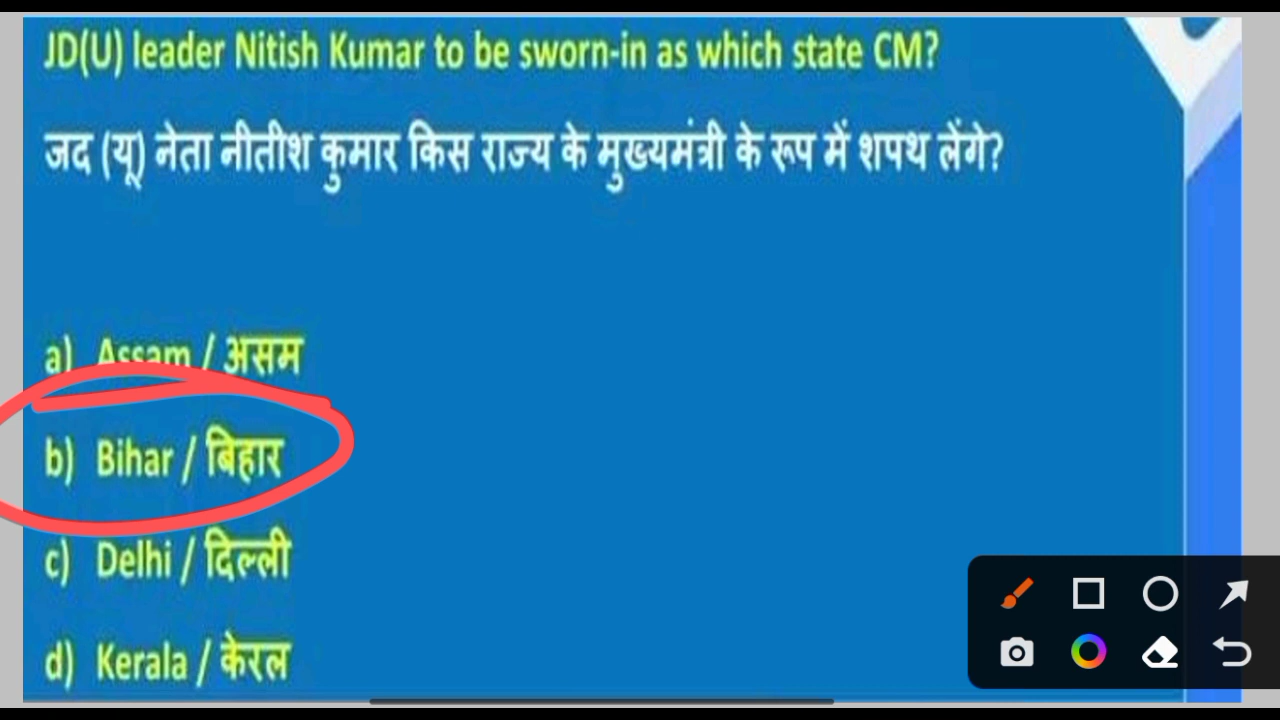 JD(U) leader Nitish Kumar to be sworn-in as which state CM?
जद (यू) नेता नीतीश कुमार किस राज्य के मुख्यमंत्री के रूप में शपथ लेंगे?
a) Assam / असम
b) Bihar / बिहार
c) Delhi / दिल्ली
d) Kerala / केरल